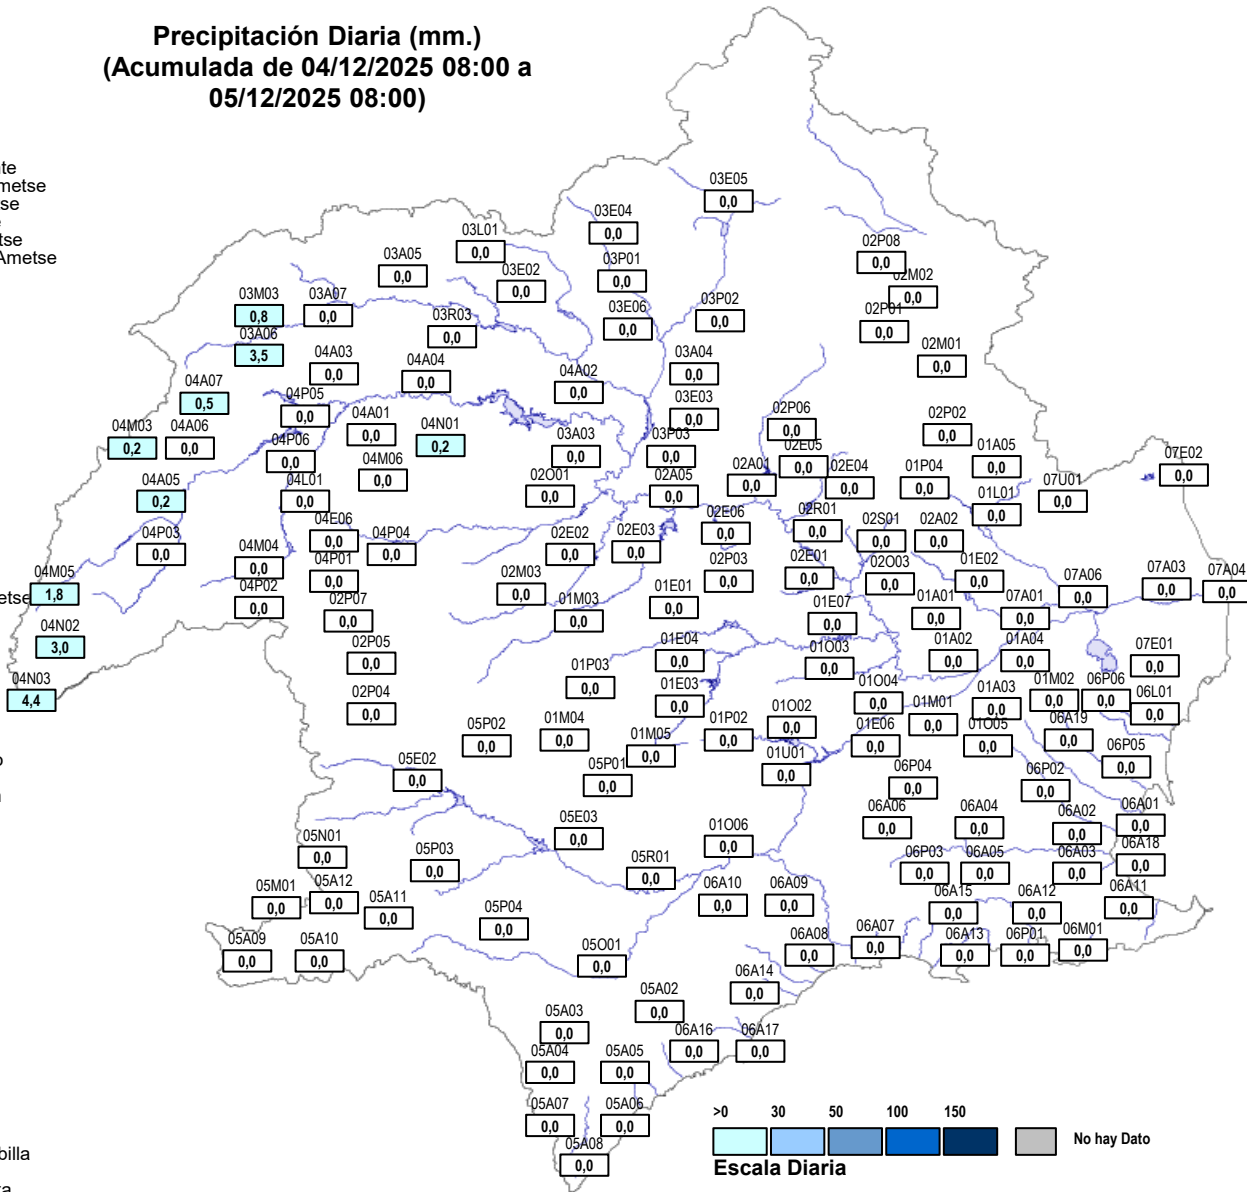 Precipitación Diaria (mm.)
(Acumulada de 04/12/2025 08:00 a
05/12/2025 08:00)
metse
se
tse
Ametse
etse
billa
03E05
0,0
03E04
0,0
03L01
0,0
03A05
0,0
03E02
0,0
03P01
0,0
02P08
0,0
02M02
0,0
03M03
0,8
03A07
0,0
03R03
0,0
03E06
0,0
03P02
0,0
02P01
0,0
03A06
3,5
04A03
0,0
04A04
0,0
04A02
0,0
03A04
0,0
02M01
0,0
04A07
0,5
04P05
0,0
03E03
0,0
04M03
0,2
04A06
0,0
04A01
0,0
04N01
0,2
02P06
0,0
02P02
0,0
04P06
0,0
04M06
0,0
03A03
0,0
03P03
0,0
02E05
0,0
01A05
0,0
07E02
0,0
04A05
0,2
04L01
0,0
02O01
0,0
02A05
0,0
02A01
0,0
02E04
0,0
01P04
0,0
01L01
0,0
07U01
0,0
04P03
0,0
04E06
0,0
04P04
0,0
02E02
0,0
02E03
0,0
02E06
0,0
02R01
0,0
02S01
0,0
02A02
0,0
04M05
1,8
04M04
0,0
04P01
0,0
02M03
0,0
02P03
0,0
02E01
0,0
02O03
0,0
01E02
0,0
07A06
0,0
07A03
0,0
07A04
0,0
04P02
0,0
02P07
0,0
01M03
0,0
01E01
0,0
01E07
0,0
01A01
0,0
07A01
0,0
04N02
3,0
02P05
0,0
01E04
0,0
01O03
0,0
01A02
0,0
01A04
0,0
07E01
0,0
04N03
4,4
02P04
0,0
01P03
0,0
01E03
0,0
01O04
0,0
01M01
0,0
01A03
0,0
01M02
0,0
06P06
0,0
06L01
0,0
05P02
0,0
01M04
0,0
01M05
0,0
01P02
0,0
01O02
0,0
01E06
0,0
01O05
0,0
06A19
0,0
05E02
0,0
05P01
0,0
01U01
0,0
06P04
0,0
06P02
0,0
06P05
0,0
05E03
0,0
01O06
0,0
06A06
0,0
06A04
0,0
06A02
0,0
06A01
0,0
05N01
0,0
05P03
0,0
05R01
0,0
06P03
0,0
06A05
0,0
06A03
0,0
06A18
0,0
05M01
0,0
05A12
0,0
05A11
0,0
06A10
0,0
06A09
0,0
06A15
0,0
06A12
0,0
06A11
0,0
05A09
0,0
05A10
0,0
05P04
0,0
05O01
0,0
06A08
0,0
06A07
0,0
06A13
0,0
06P01
0,0
06M01
0,0
05A03
0,0
05A02
0,0
06A14
0,0
05A04
0,0
05A05
0,0
06A16
0,0
06A17
0,0
05A07
0,0
05A06
0,0
05A08
0,0
>0 30 50 100 150
No hay Dato
Escala Diaria